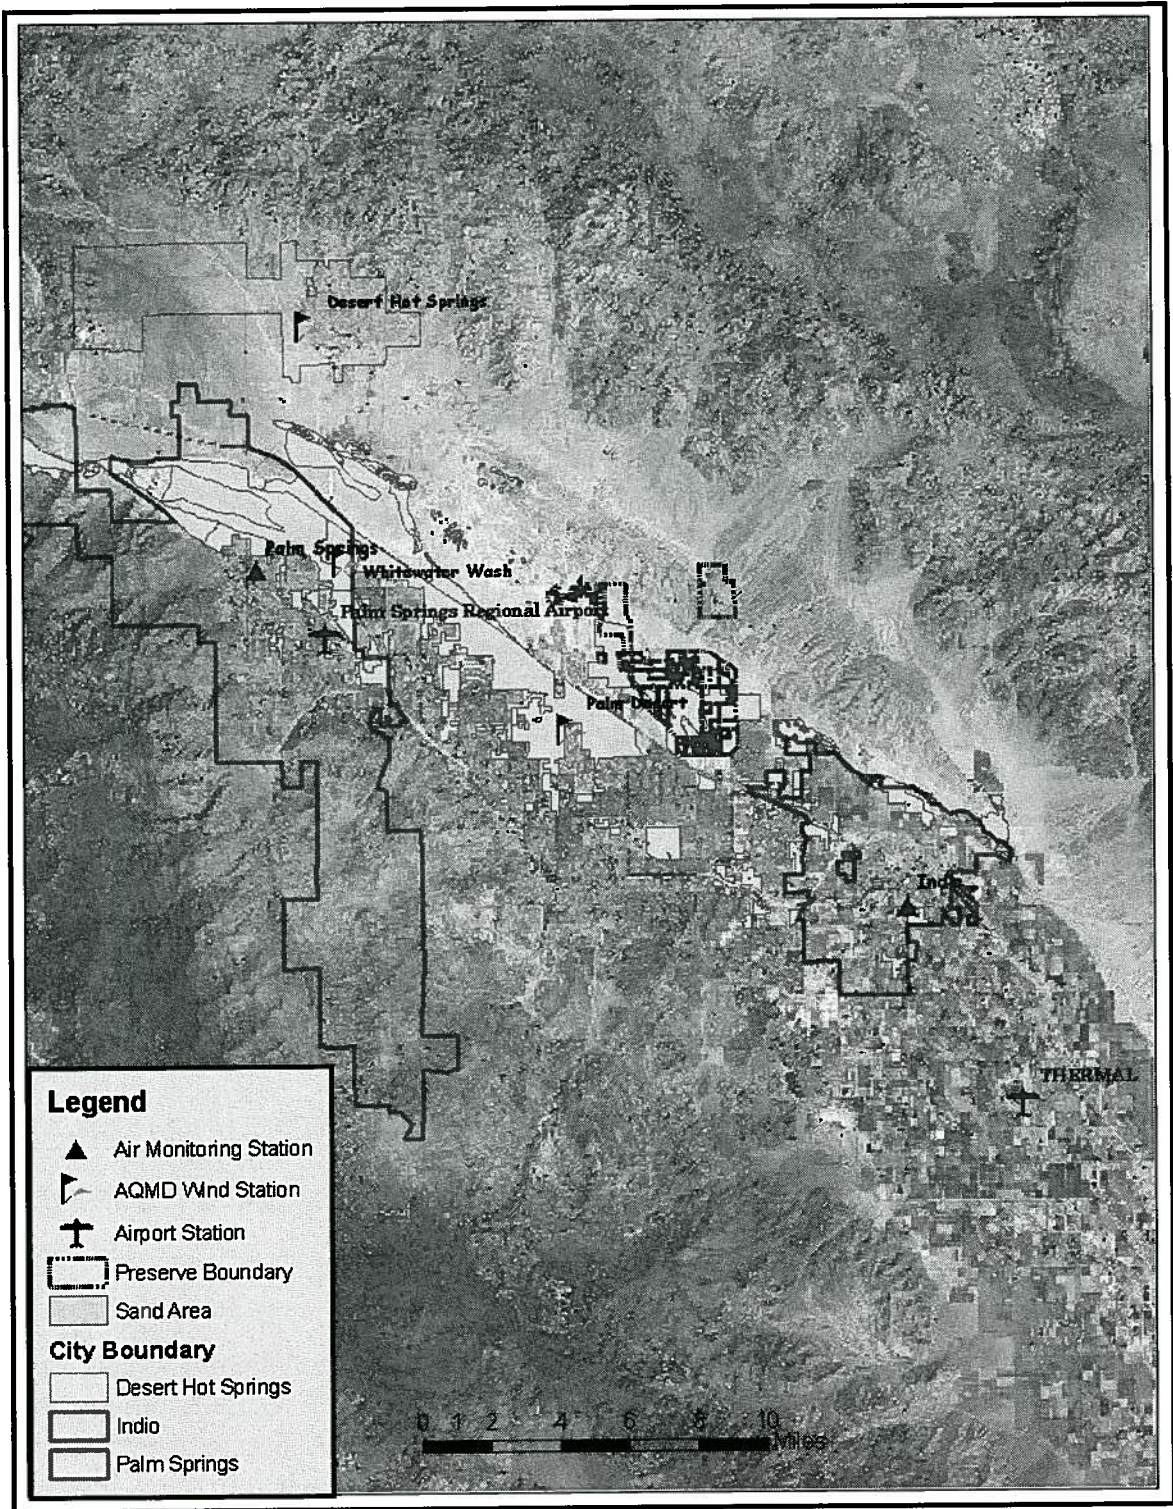 Desert Hot Springs
Palm Springs
Whitewater Wash
Palm Springs Regional Airport
Palm Desert
Indio
THERMAL
Legend
Air Monitoring Station
AQMD Wind Station
Airport Station
Preserve Boundary
Sand Area
City Boundary
Desert Hot Springs
Indio
Palm Springs
0 1 2 4 6 8 10
Miles